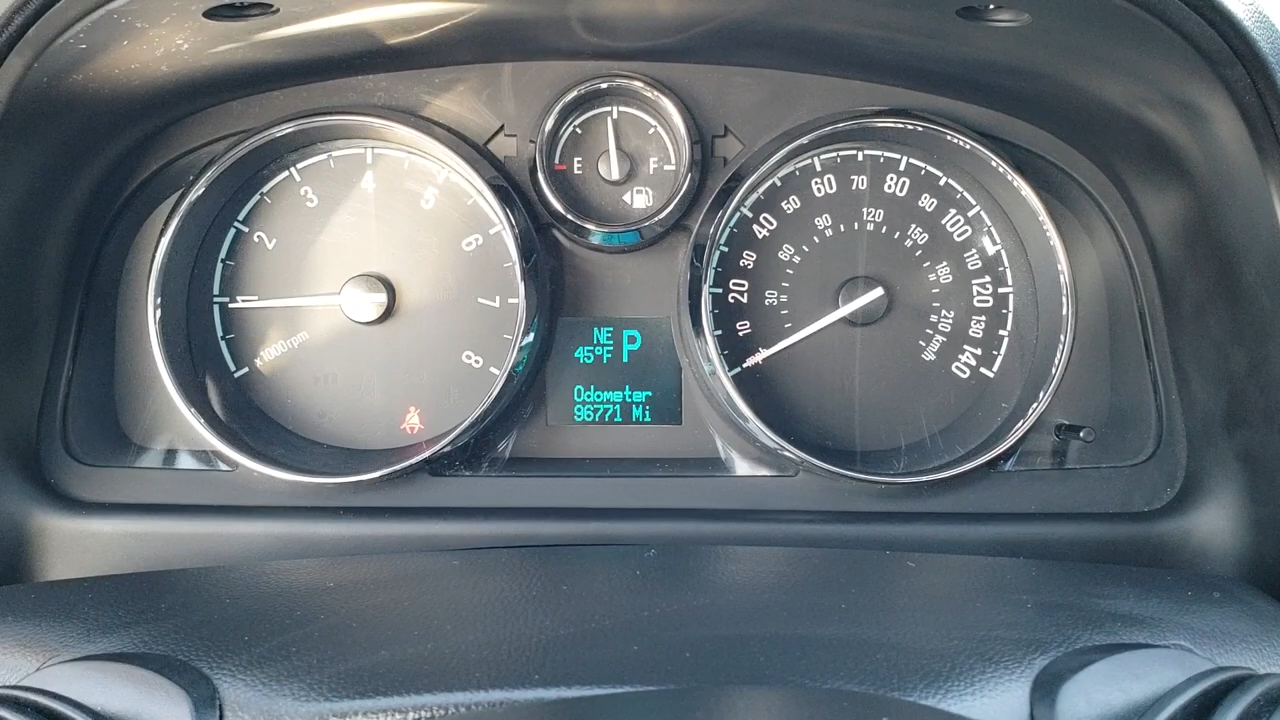 E F
1 2 3 4 5 6 7 8
x1000rpm
NE
45°F P
Odometer
96771 Mi
10 20 30 40 50 60 70 80 90 100 110 120 130 140
mph
30 60 90 120 150 180 210 km/h